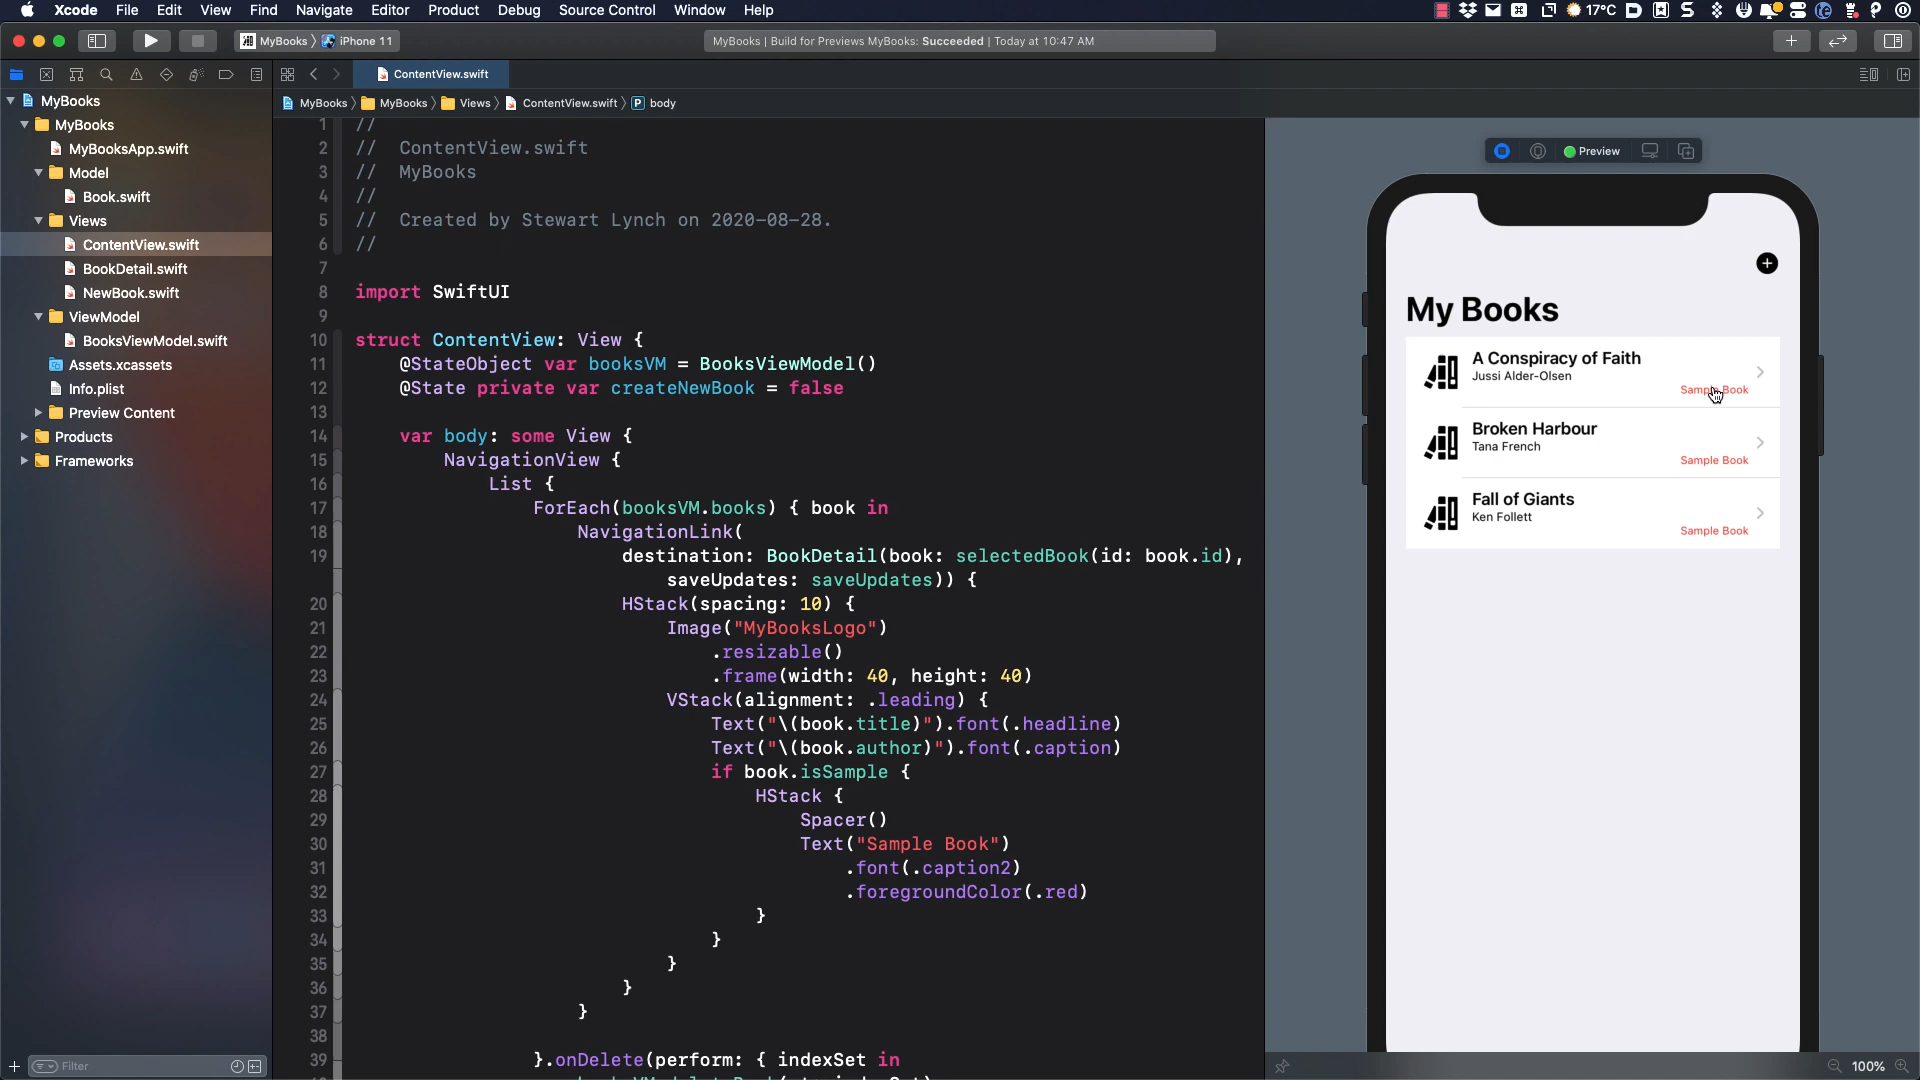 Xcode File Edit View Find Navigate Editor Product Debug Source Control Window Help
17°C
MyBooks iPhone 11
MyBooks | Build for Previews MyBooks: Succeeded | Today at 10:47 AM
ContentView.swift
MyBooks MyBooks Views ContentView.swift P body
MyBooks
MyBooks
MyBooksApp.swift
Model
Book.swift
Views
ContentView.swift
BookDetail.swift
NewBook.swift
ViewModel
BooksViewModel.swift
Assets.xcassets
Info.plist
Preview Content
Products
Frameworks
Filter
1 //
2 //  ContentView.swift
3 //  MyBooks
4 //
5 //  Created by Stewart Lynch on 2020-08-28.
6 //
7
8 import SwiftUI
9
10 struct ContentView: View {
11     @StateObject var booksVM = BooksViewModel()
12     @State private var createNewBook = false
13
14     var body: some View {
15         NavigationView {
16             List {
17                 ForEach(booksVM.books) { book in
18                     NavigationLink(
19                         destination: BookDetail(book: selectedBook(id: book.id),
                             saveUpdates: saveUpdates)) {
20                         HStack(spacing: 10) {
21                             Image("MyBooksLogo")
22                                 .resizable()
23                                 .frame(width: 40, height: 40)
24                             VStack(alignment: .leading) {
25                                 Text("\(book.title)").font(.headline)
26                                 Text("\(book.author)").font(.caption)
27                                 if book.isSample {
28                                     HStack {
29                                         Spacer()
30                                         Text("Sample Book")
31                                             .font(.caption2)
32                                             .foregroundColor(.red)
33                                     }
34                                 }
35                             }
36                         }
37                     }
38
39                 }.onDelete(perform: { indexSet in
Preview
My Books
A Conspiracy of Faith
Jussi Alder-Olsen
Sample Book
Broken Harbour
Tana French
Sample Book
Fall of Giants
Ken Follett
Sample Book
100%